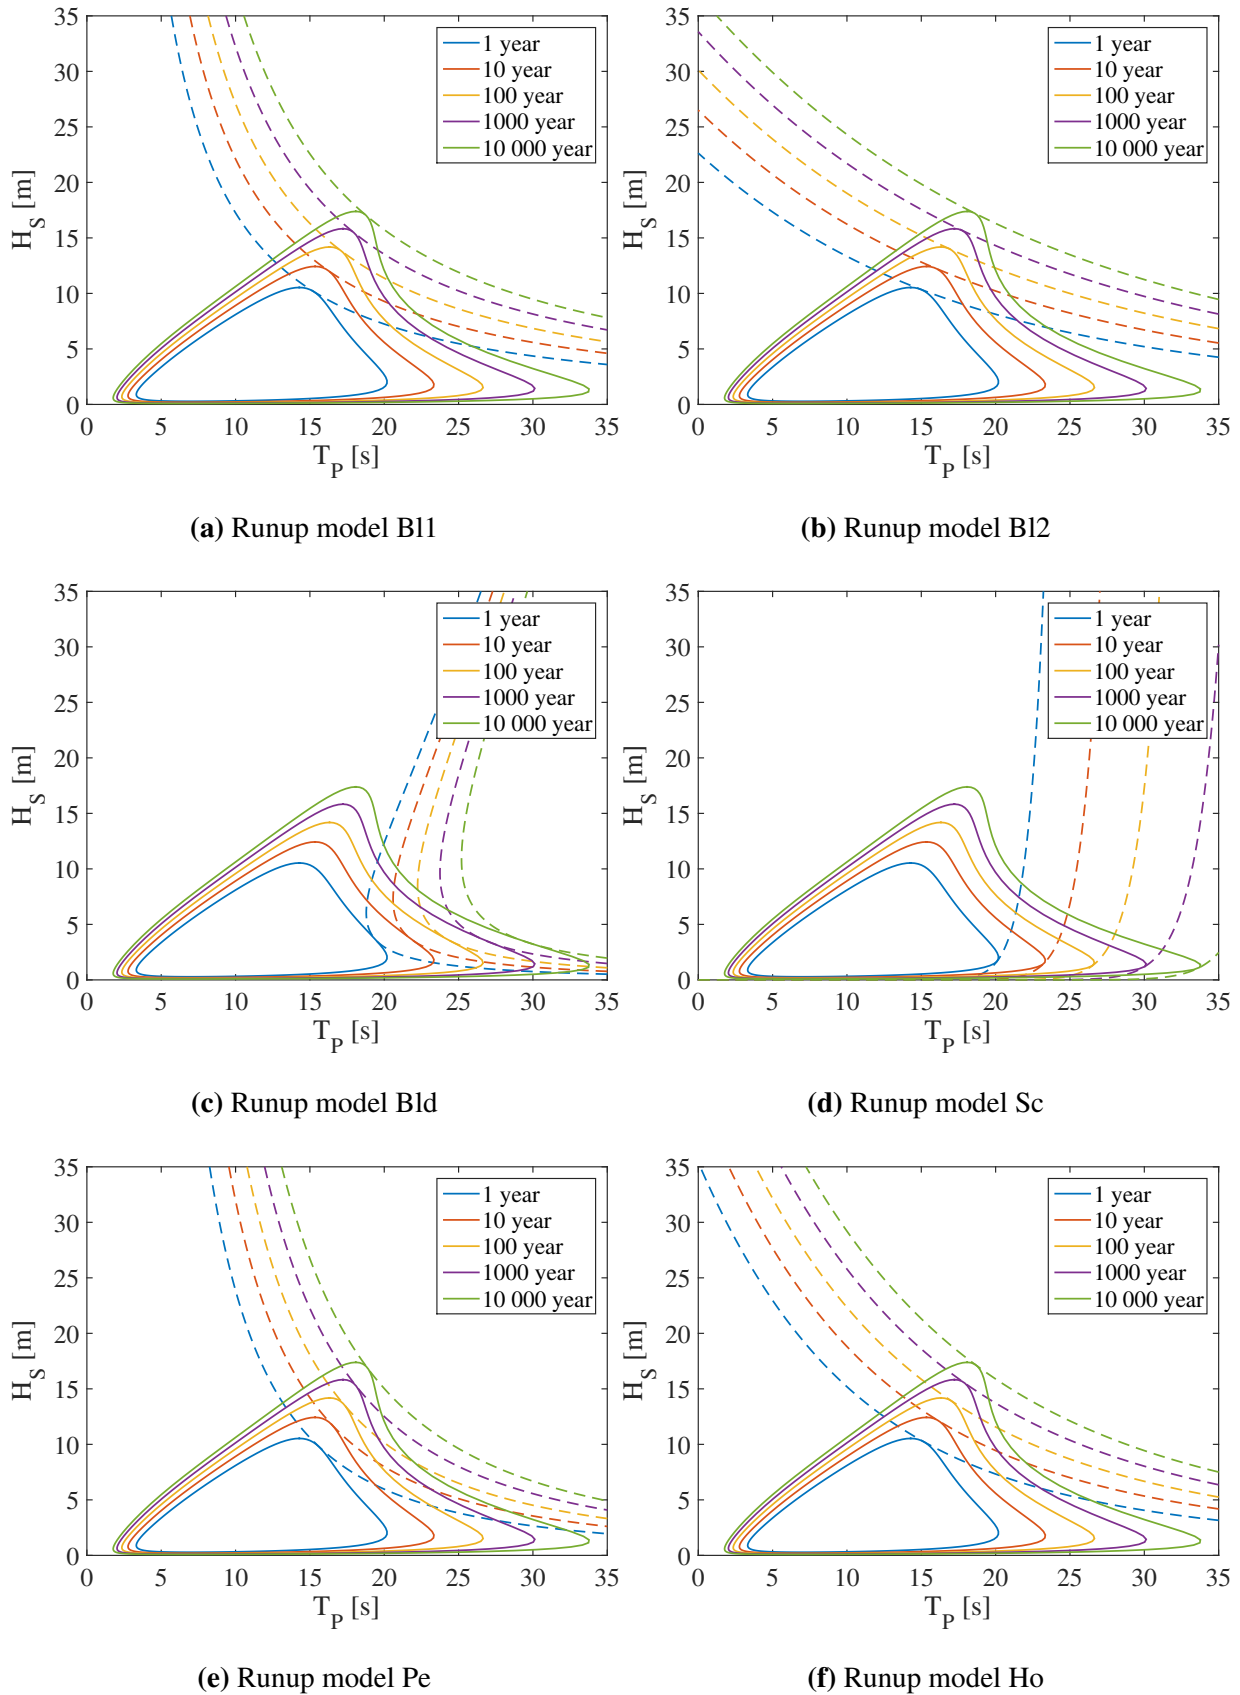 35
30
25
20
15
10
5
0
H_S [m]
1 year
10 year
100 year
1000 year
10 000 year
0 5 10 15 20 25 30 35
T_P [s]
(a) Runup model Bl1
35
30
25
20
15
10
5
0
H_S [m]
1 year
10 year
100 year
1000 year
10 000 year
0 5 10 15 20 25 30 35
T_P [s]
(b) Runup model Bl2
35
30
25
20
15
10
5
0
H_S [m]
1 year
10 year
100 year
1000 year
10 000 year
0 5 10 15 20 25 30 35
T_P [s]
(c) Runup model Bld
35
30
25
20
15
10
5
0
H_S [m]
1 year
10 year
100 year
1000 year
10 000 year
0 5 10 15 20 25 30 35
T_P [s]
(d) Runup model Sc
35
30
25
20
15
10
5
0
H_S [m]
1 year
10 year
100 year
1000 year
10 000 year
0 5 10 15 20 25 30 35
T_P [s]
(e) Runup model Pe
35
30
25
20
15
10
5
0
H_S [m]
1 year
10 year
100 year
1000 year
10 000 year
0 5 10 15 20 25 30 35
T_P [s]
(f) Runup model Ho